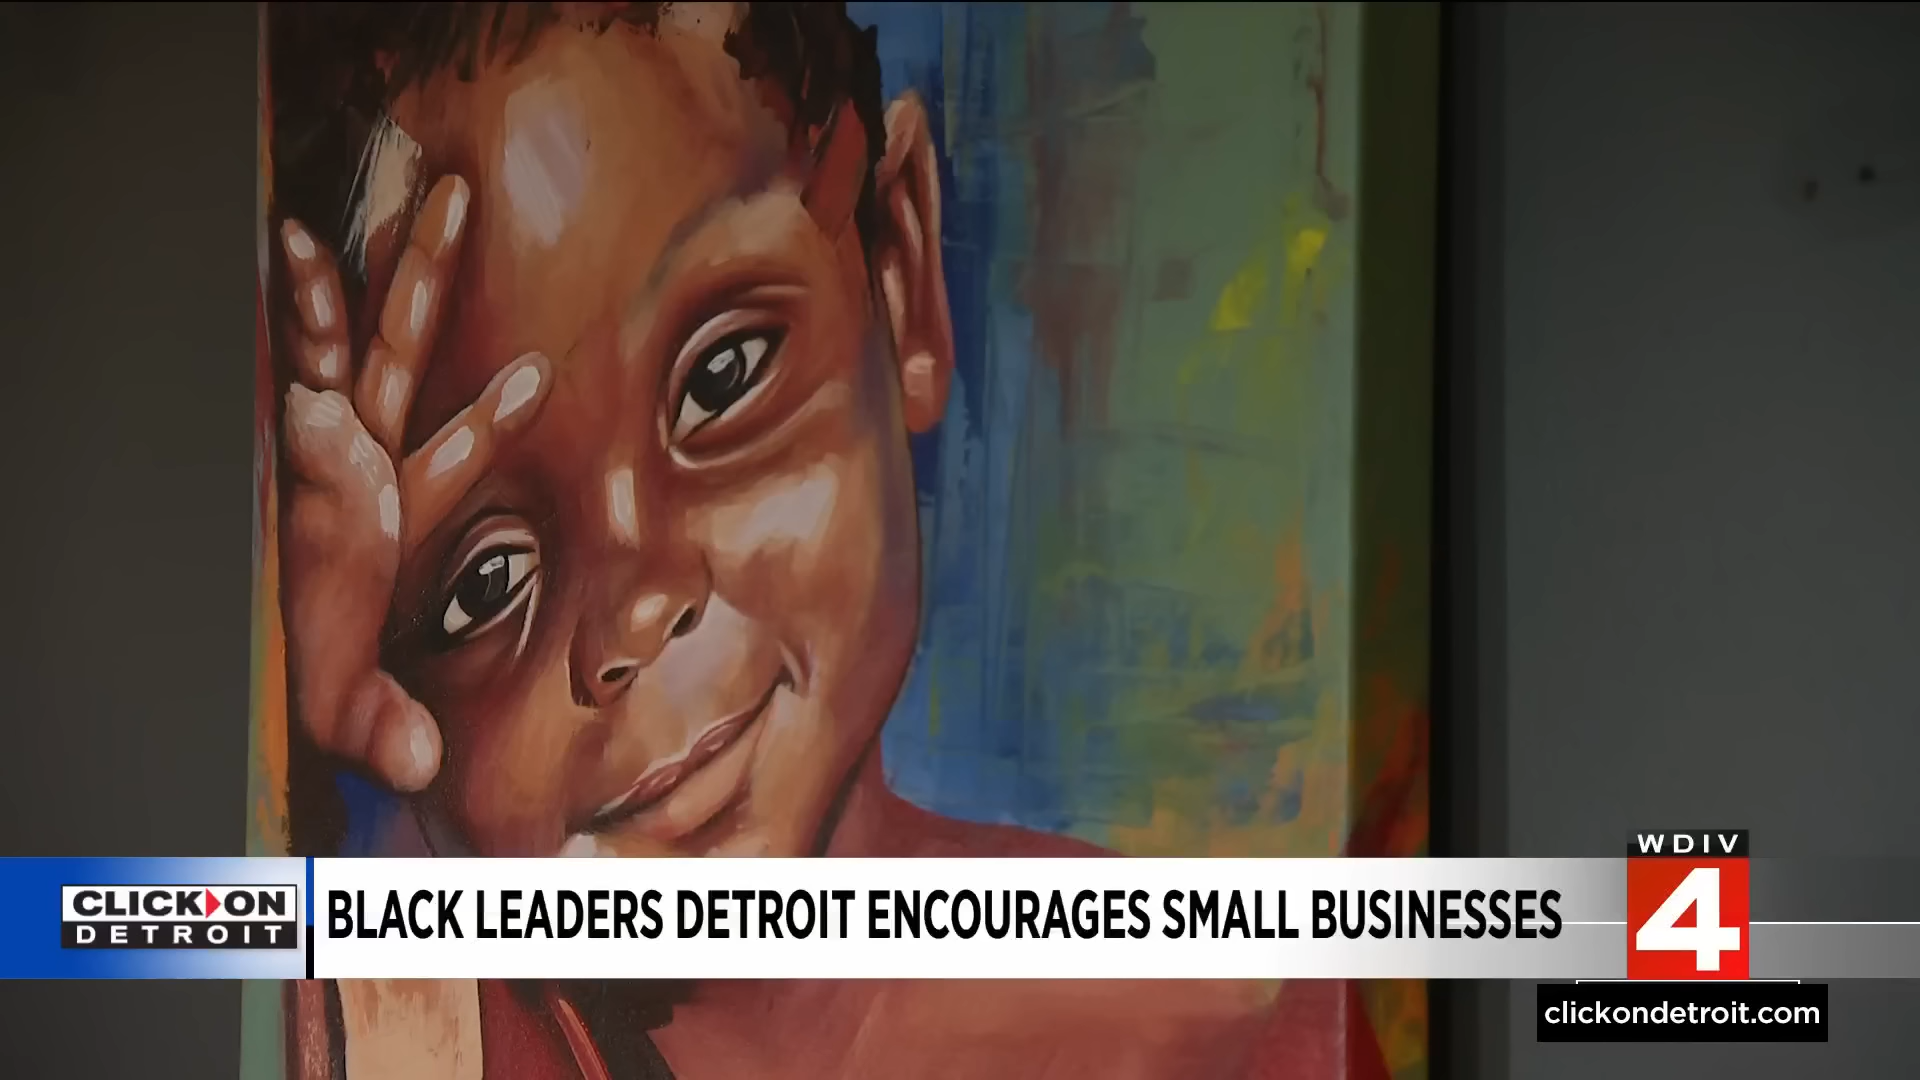 CLICK ON
DETROIT
BLACK LEADERS DETROIT ENCOURAGES SMALL BUSINESSES
WDIV
4
clickondetroit.com